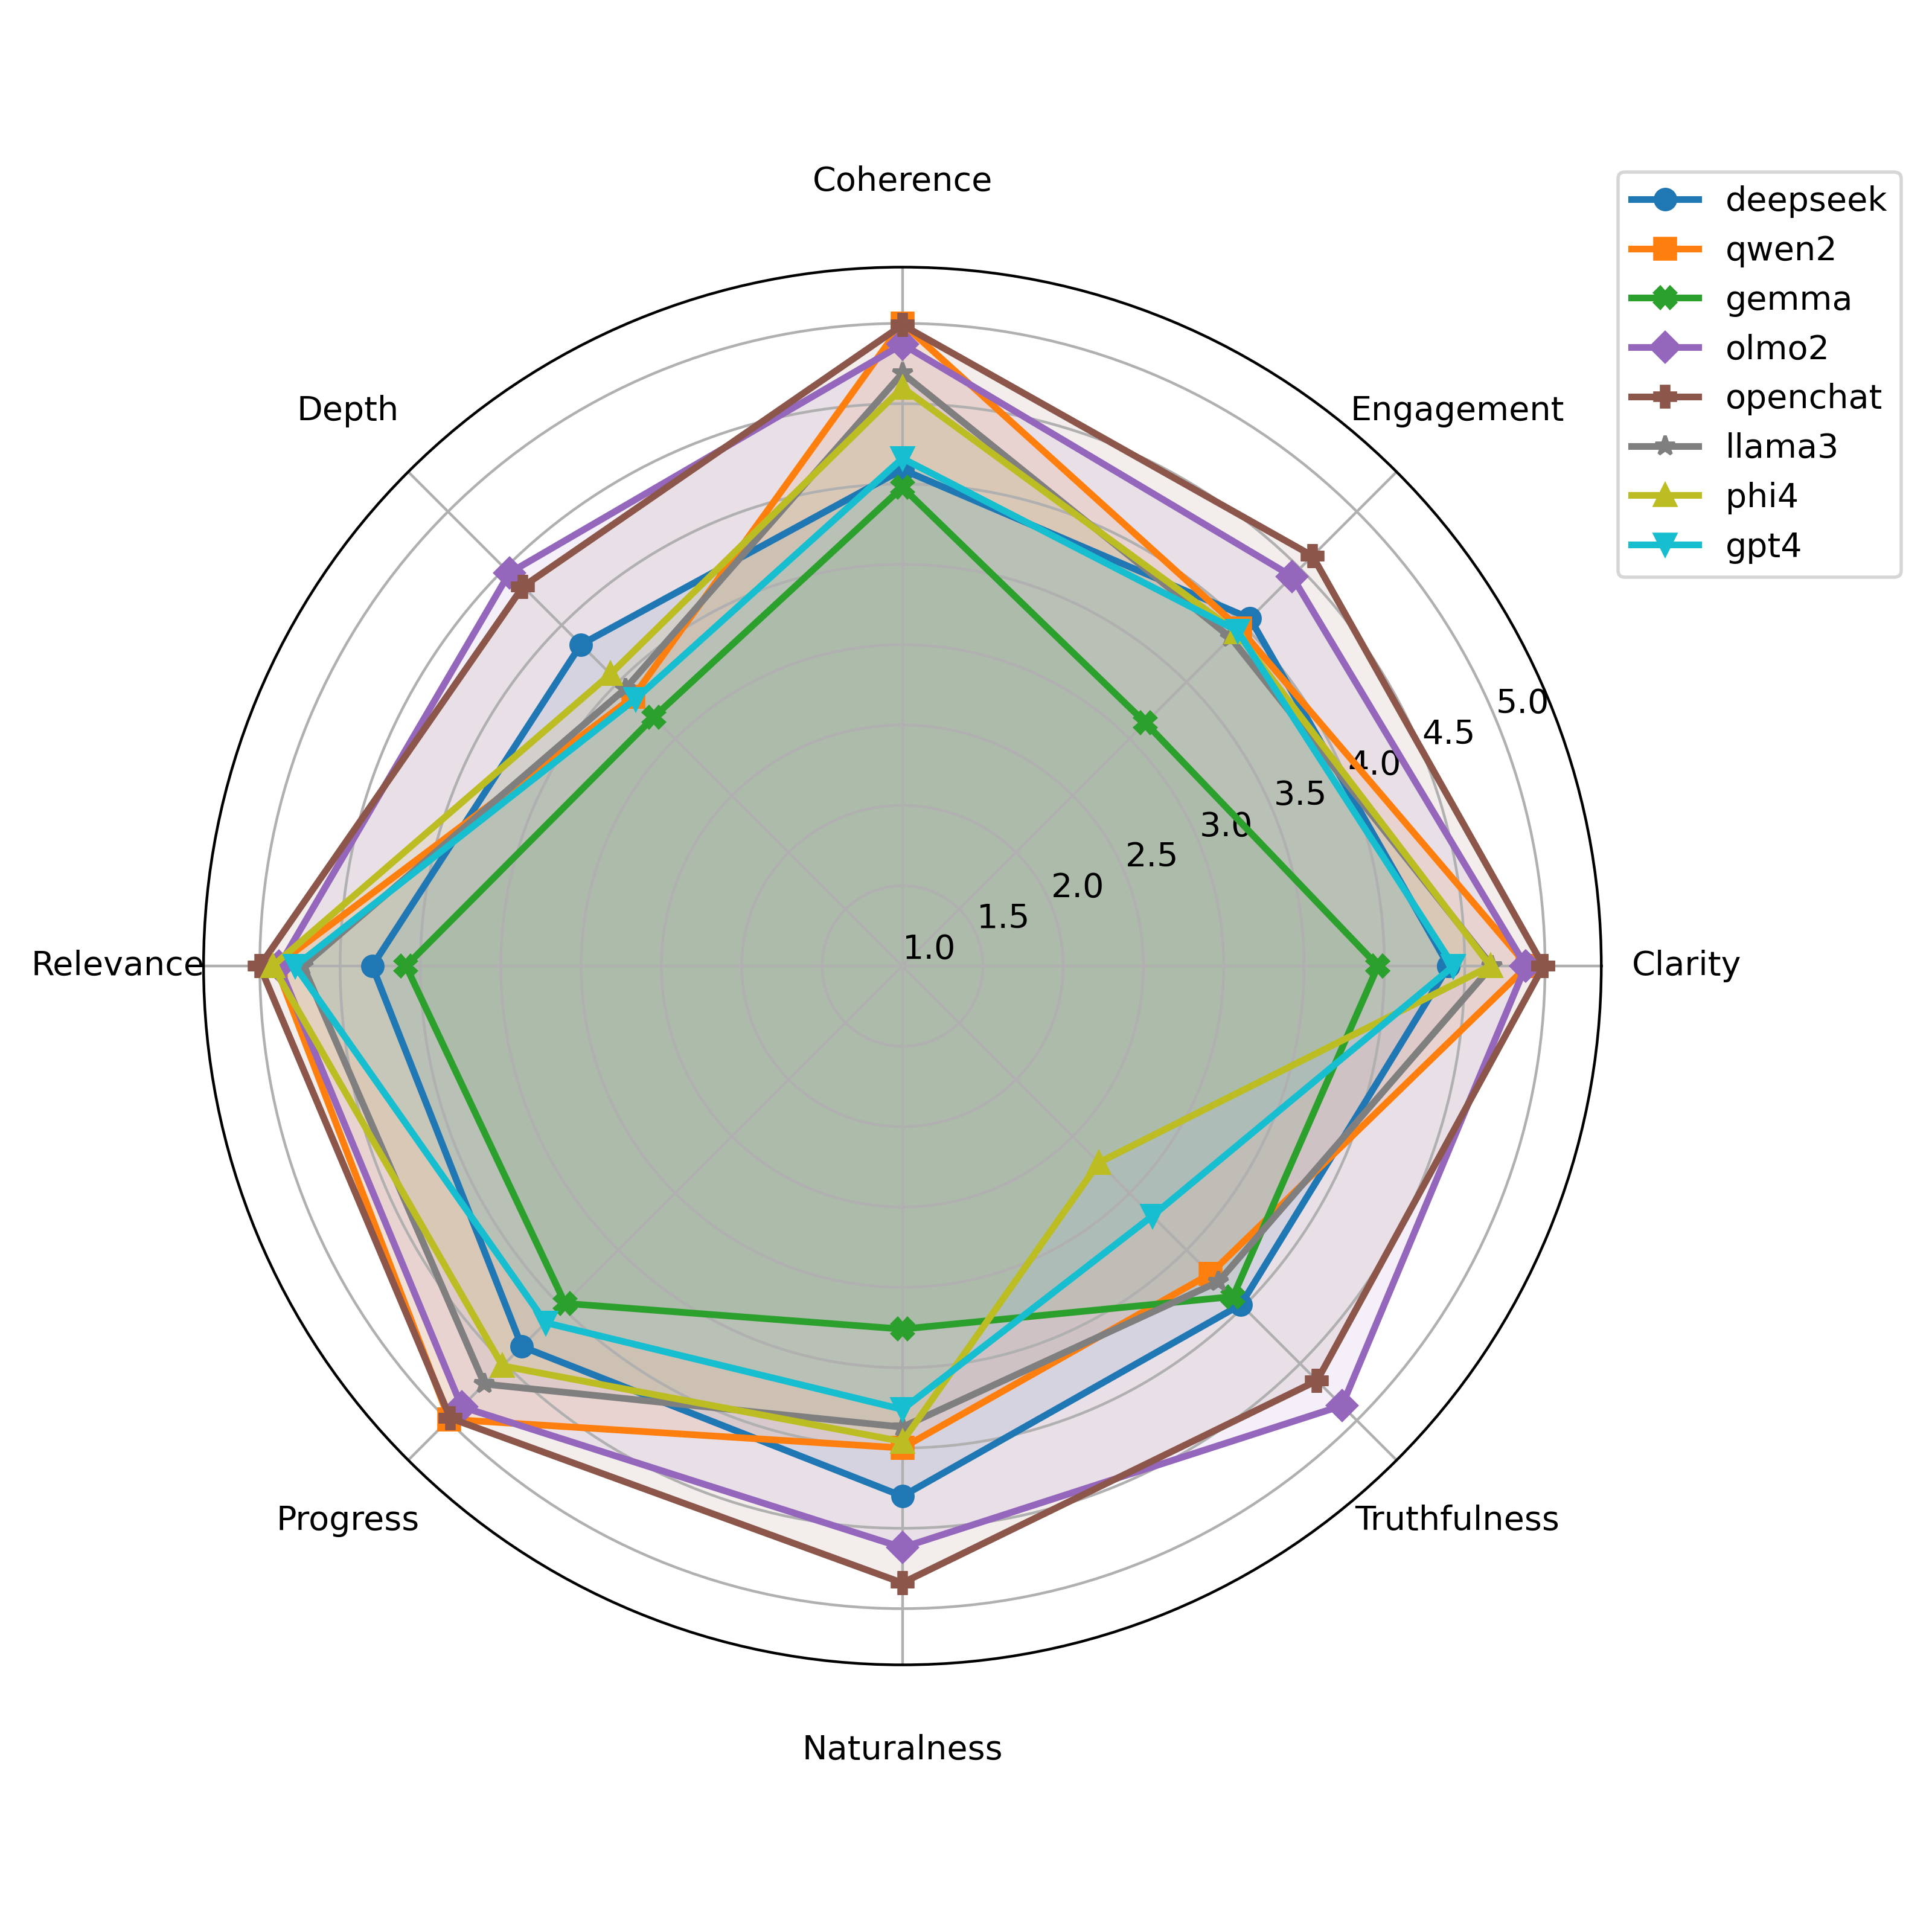 Coherence
deepseek
qwen2
gemma
olmo2
openchat
llama3
phi4
gpt4
Depth
Engagement
5.0
4.5
4.0
3.5
3.0
2.5
2.0
1.5
1.0
Relevance
Clarity
Progress
Truthfulness
Naturalness